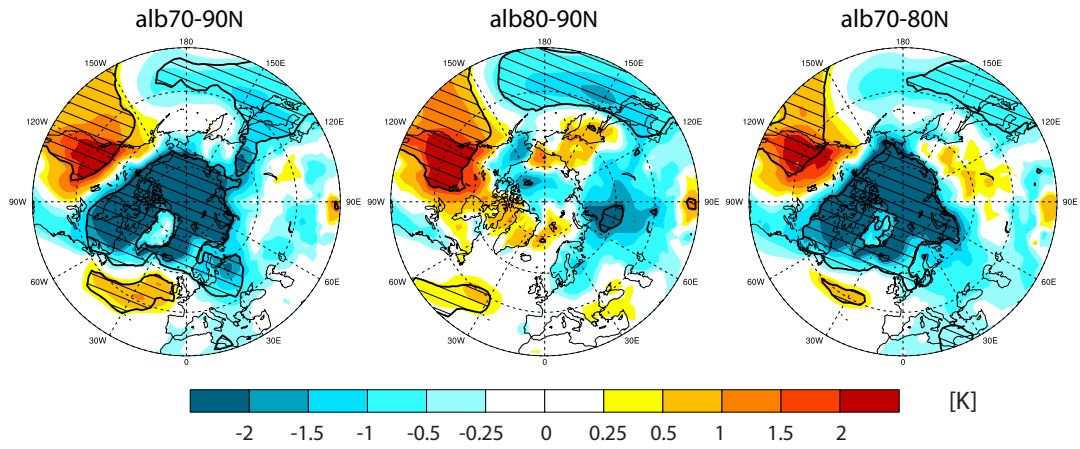 alb70-90N alb80-90N alb70-80N
180 180 180
150W 150E 150W 150E 150W 150E
120W 120E 120W 120E 120W 120E
90W 90E 90W 90E 90W 90E
60W 60E 60W 60E 60W 60E
30W 30E 30W 30E 30W 30E
0 0 0
[K]
-2 -1.5 -1 -0.5 -0.25 0 0.25 0.5 1 1.5 2